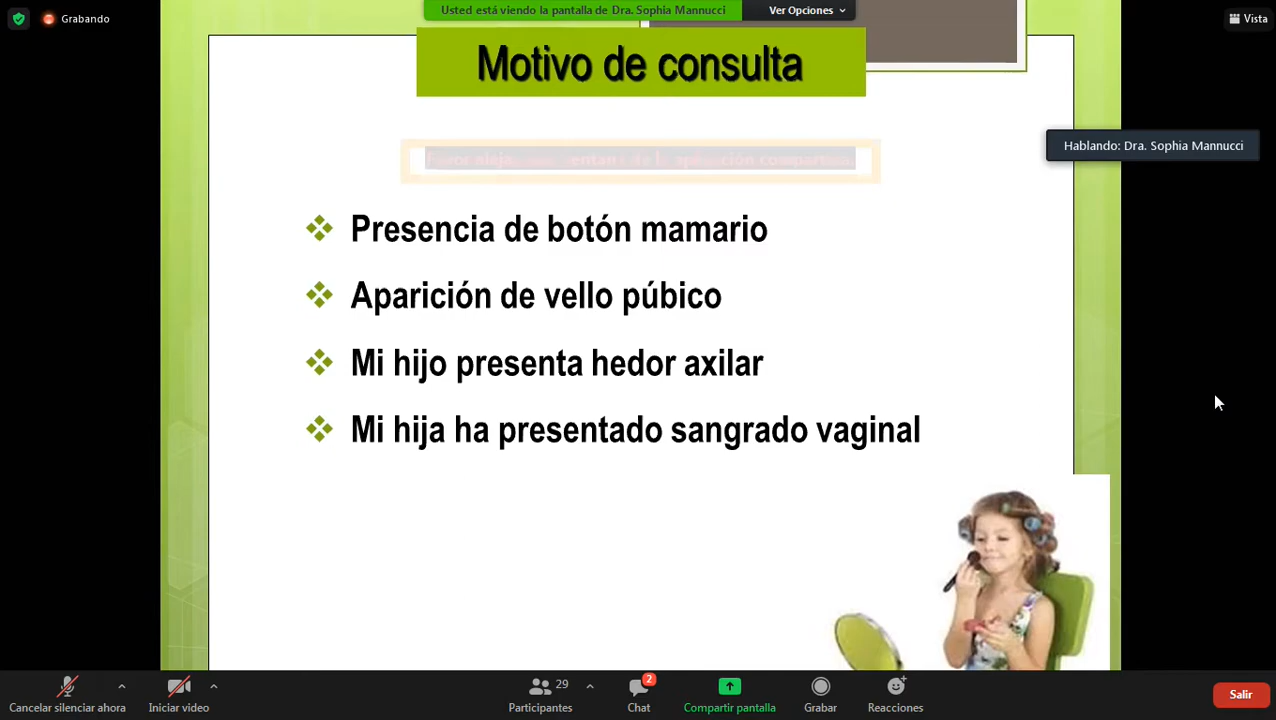 Grabando
Usted está viendo la pantalla de Dra. Sophia Mannucci
Ver Opciones
Vista
Motivo de consulta
Hablando: Dra. Sophia Mannucci
Presencia de botón mamario
Aparición de vello púbico
Mi hijo presenta hedor axilar
Mi hija ha presentado sangrado vaginal
Cancelar silenciar ahora
Iniciar video
29
Participantes
2
Chat
Compartir pantalla
Grabar
Reacciones
Salir